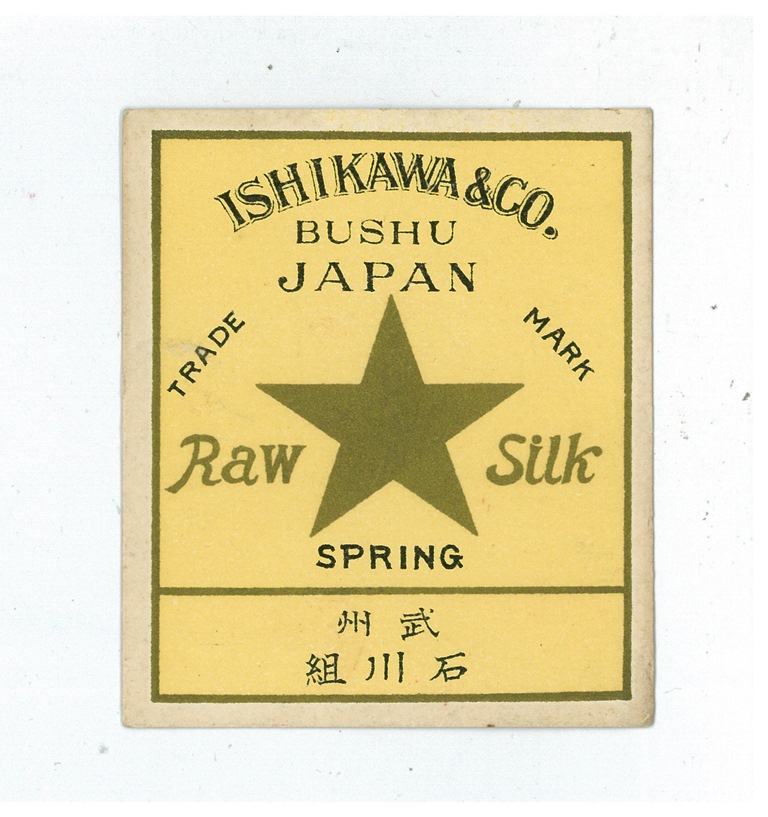 ISHIKAWA & CO.
BUSHU
JAPAN
TRADE MARK
Raw Silk
SPRING
武州
石川組